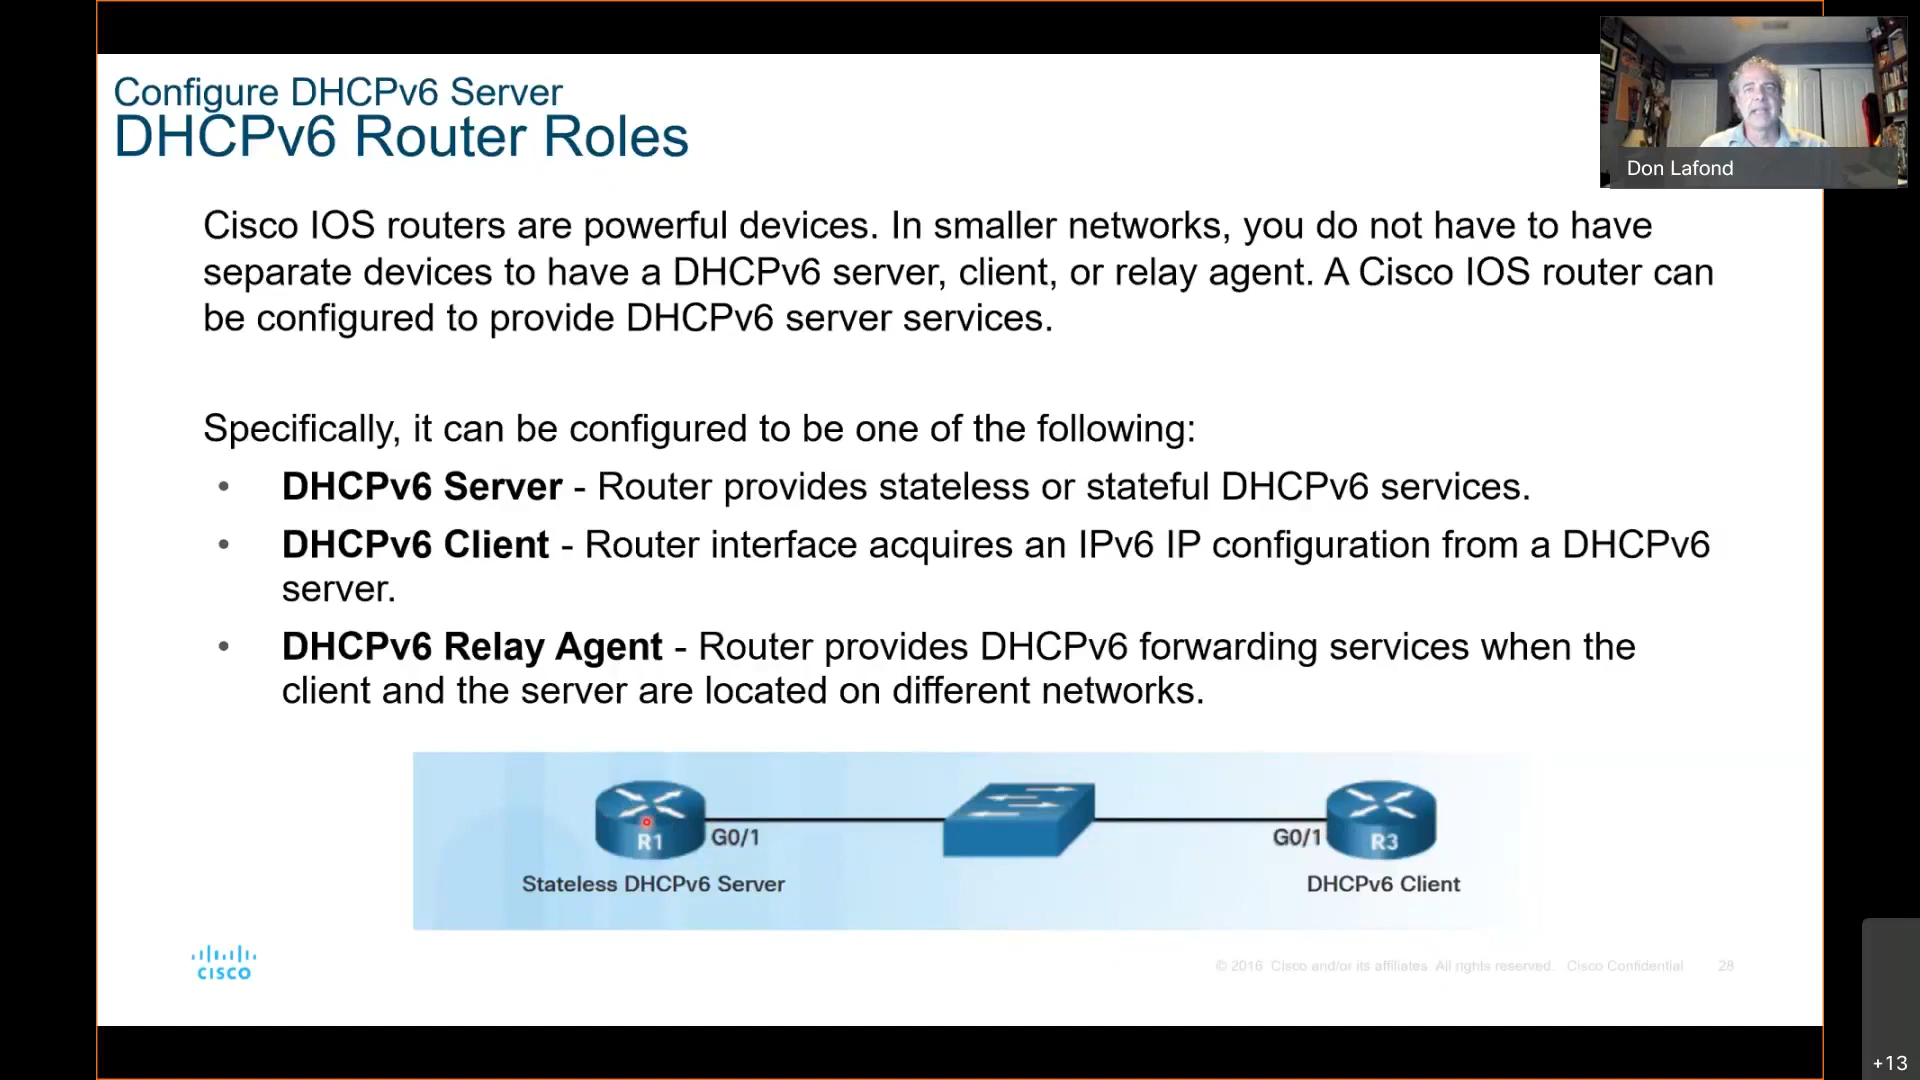 Configure DHCPv6 Server
DHCPv6 Router Roles
Don Lafond
Cisco IOS routers are powerful devices. In smaller networks, you do not have to have
separate devices to have a DHCPv6 server, client, or relay agent. A Cisco IOS router can
be configured to provide DHCPv6 server services.
Specifically, it can be configured to be one of the following:
• DHCPv6 Server - Router provides stateless or stateful DHCPv6 services.
• DHCPv6 Client - Router interface acquires an IPv6 IP configuration from a DHCPv6
server.
• DHCPv6 Relay Agent - Router provides DHCPv6 forwarding services when the
client and the server are located on different networks.
R1
G0/1
G0/1
R3
Stateless DHCPv6 Server
DHCPv6 Client
CISCO
© 2016 Cisco and/or its affiliates. All rights reserved. Cisco Confidential 28
+13